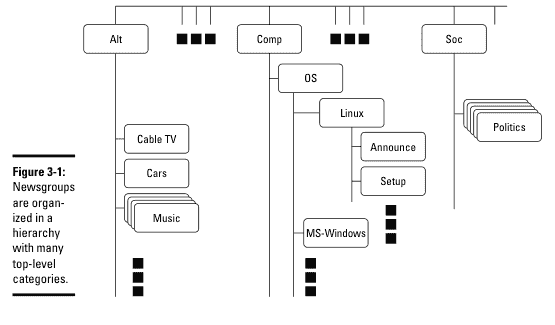 Alt
Comp
Soc
OS
Linux
Politics
Cable TV
Announce
Cars
Setup
Music
MS-Windows
Figure 3-1:
Newsgroups
are organ-
ized in a
hierarchy
with many
top-level
categories.